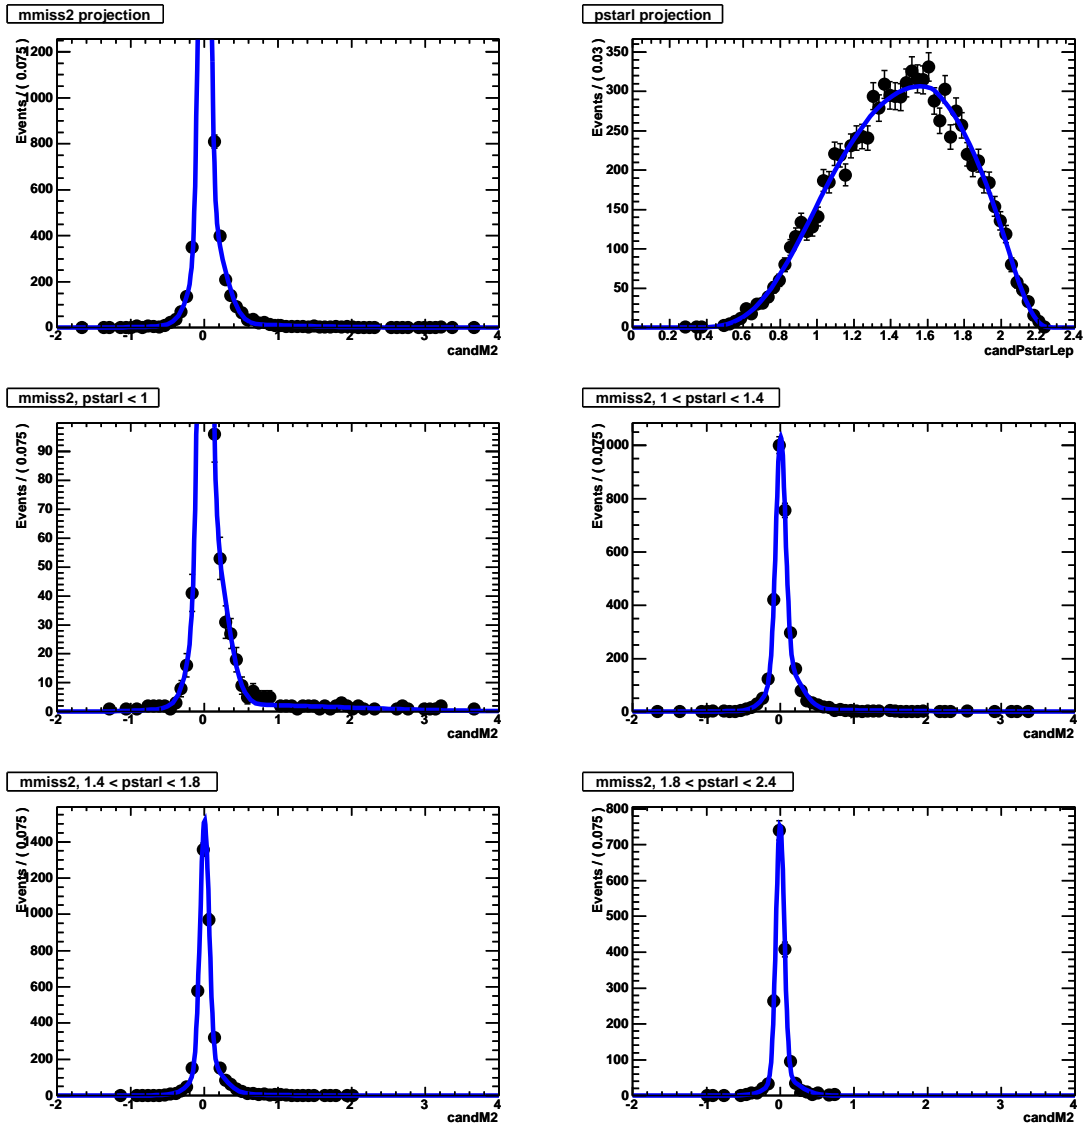 mmiss2 projection
Events / ( 0.075 )
1200
1000
800
600
400
200
0
-2 -1 0 1 2 3 4
candM2
pstarl projection
Events / ( 0.03 )
350
300
250
200
150
100
50
0
0 0.2 0.4 0.6 0.8 1 1.2 1.4 1.6 1.8 2 2.2 2.4
candPstarLep
mmiss2, pstarl < 1
Events / ( 0.075 )
90
80
70
60
50
40
30
20
10
0
-2 -1 0 1 2 3 4
candM2
mmiss2, 1 < pstarl < 1.4
Events / ( 0.075 )
1000
800
600
400
200
0
-2 -1 0 1 2 3 4
candM2
mmiss2, 1.4 < pstarl < 1.8
Events / ( 0.075 )
1400
1200
1000
800
600
400
200
0
-2 -1 0 1 2 3 4
candM2
mmiss2, 1.8 < pstarl < 2.4
Events / ( 0.075 )
800
700
600
500
400
300
200
100
0
-2 -1 0 1 2 3 4
candM2